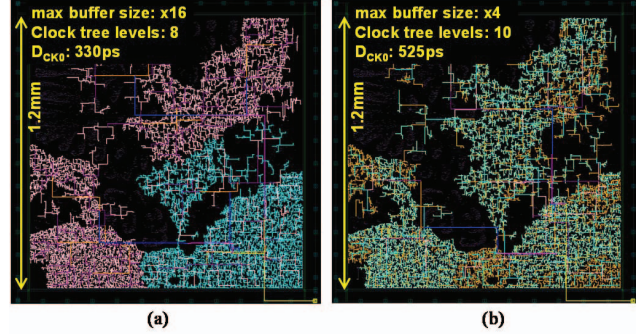 max buffer size: x16
Clock tree levels: 8
DCK0: 330ps
1.2mm
(a)
max buffer size: x4
Clock tree levels: 10
DCK0: 525ps
1.2mm
(b)